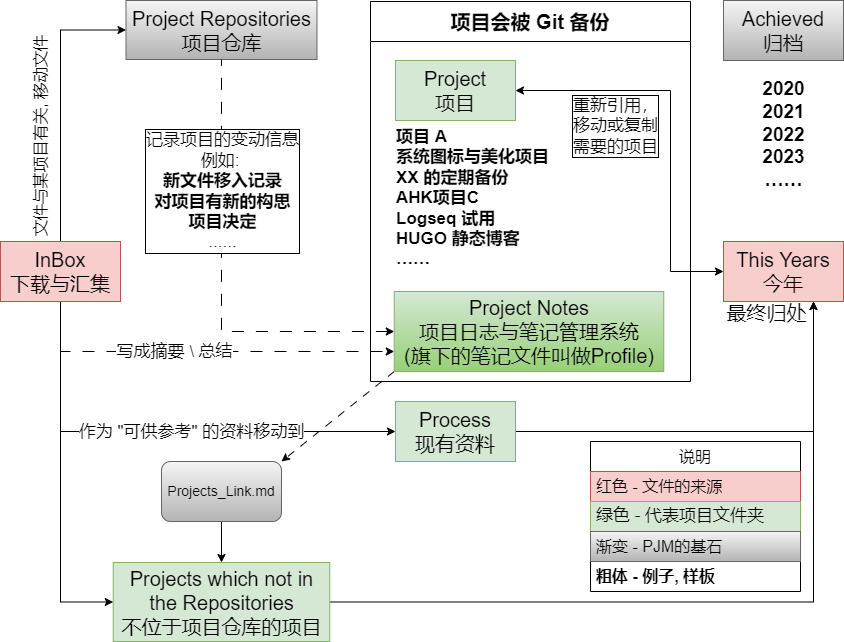 Project Repositories
项目仓库
项目会被 Git 备份
Achieved
归档
文件与某项目有关, 移动文件
Project
项目
2020
2021
2022
2023
……
重新引用，
移动或复制
需要的项目
记录项目的变动信息
例如:
新文件移入记录
对项目有新的构思
项目决定
……
项目 A
系统图标与美化项目
XX 的定期备份
AHK项目C
Logseq 试用
HUGO 静态博客
……
InBox
下载与汇集
This Years
今年
最终归处
Project Notes
项目日志与笔记管理系统
(旗下的笔记文件叫做Profile)
写成摘要 \ 总结
作为 "可供参考" 的资料移动到
Process
现有资料
Projects_Link.md
说明
红色 - 文件的来源
绿色 - 代表项目文件夹
渐变 - PJM的基石
粗体 - 例子, 样板
Projects which not in
the Repositories
不位于项目仓库的项目